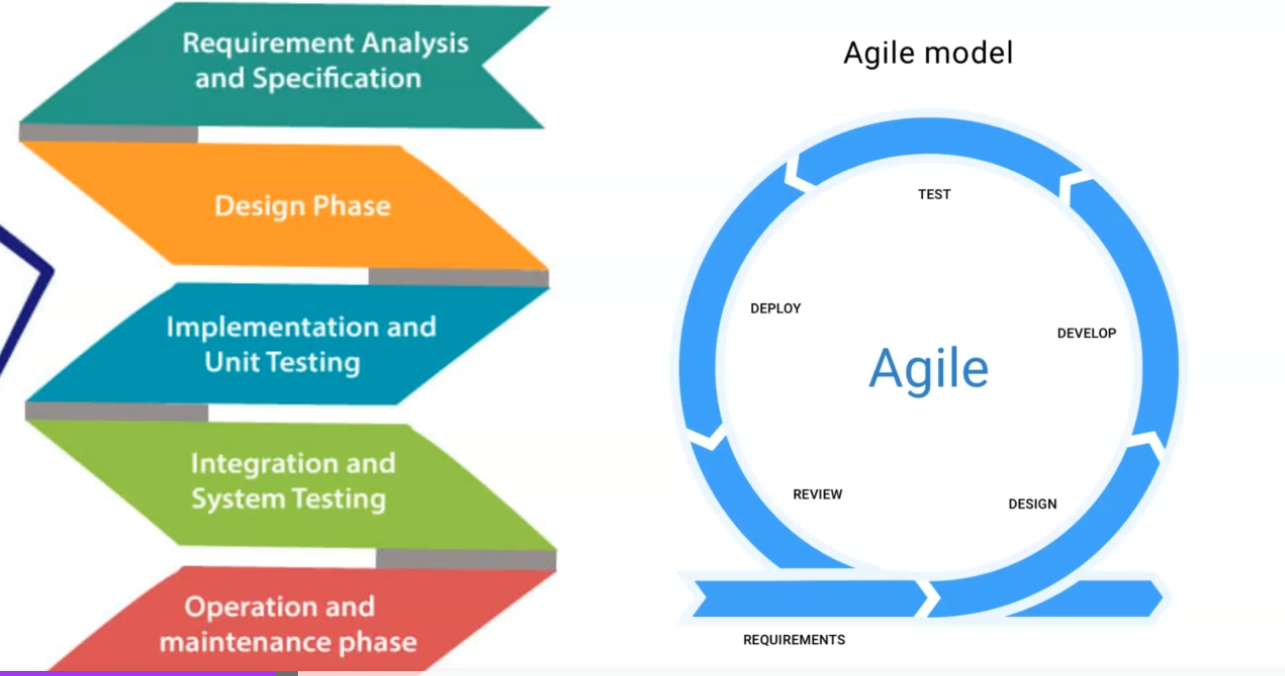 Requirement Analysis
and Specification
Design Phase
Implementation and
Unit Testing
Integration and
System Testing
Operation and
maintenance phase
Agile model
TEST
DEPLOY
DEVELOP
Agile
REVIEW
DESIGN
REQUIREMENTS